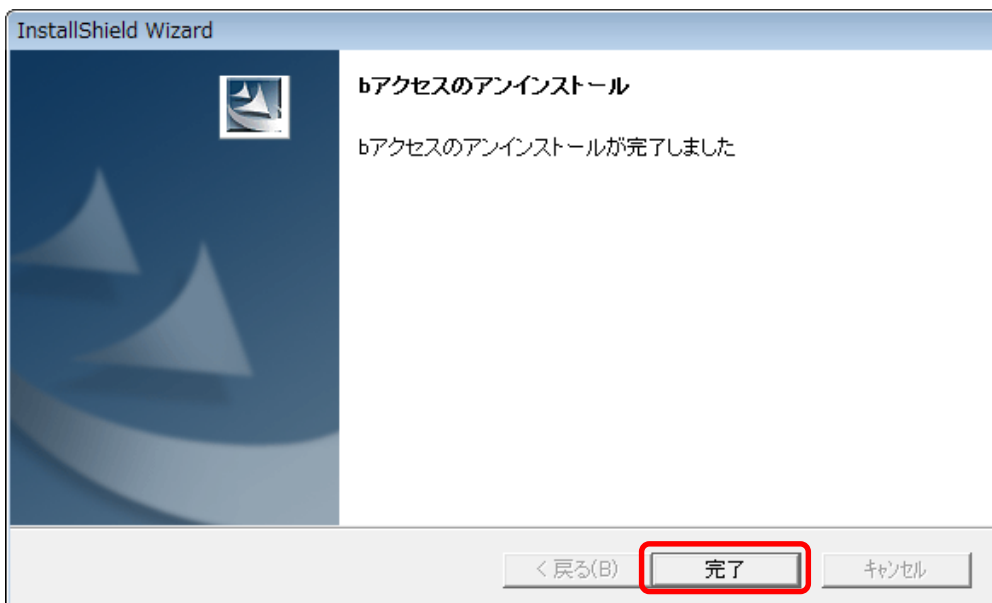 InstallShield Wizard
bアクセスのアンインストール
bアクセスのアンインストールが完了しました
< 戻る(B)
完了
キャンセル